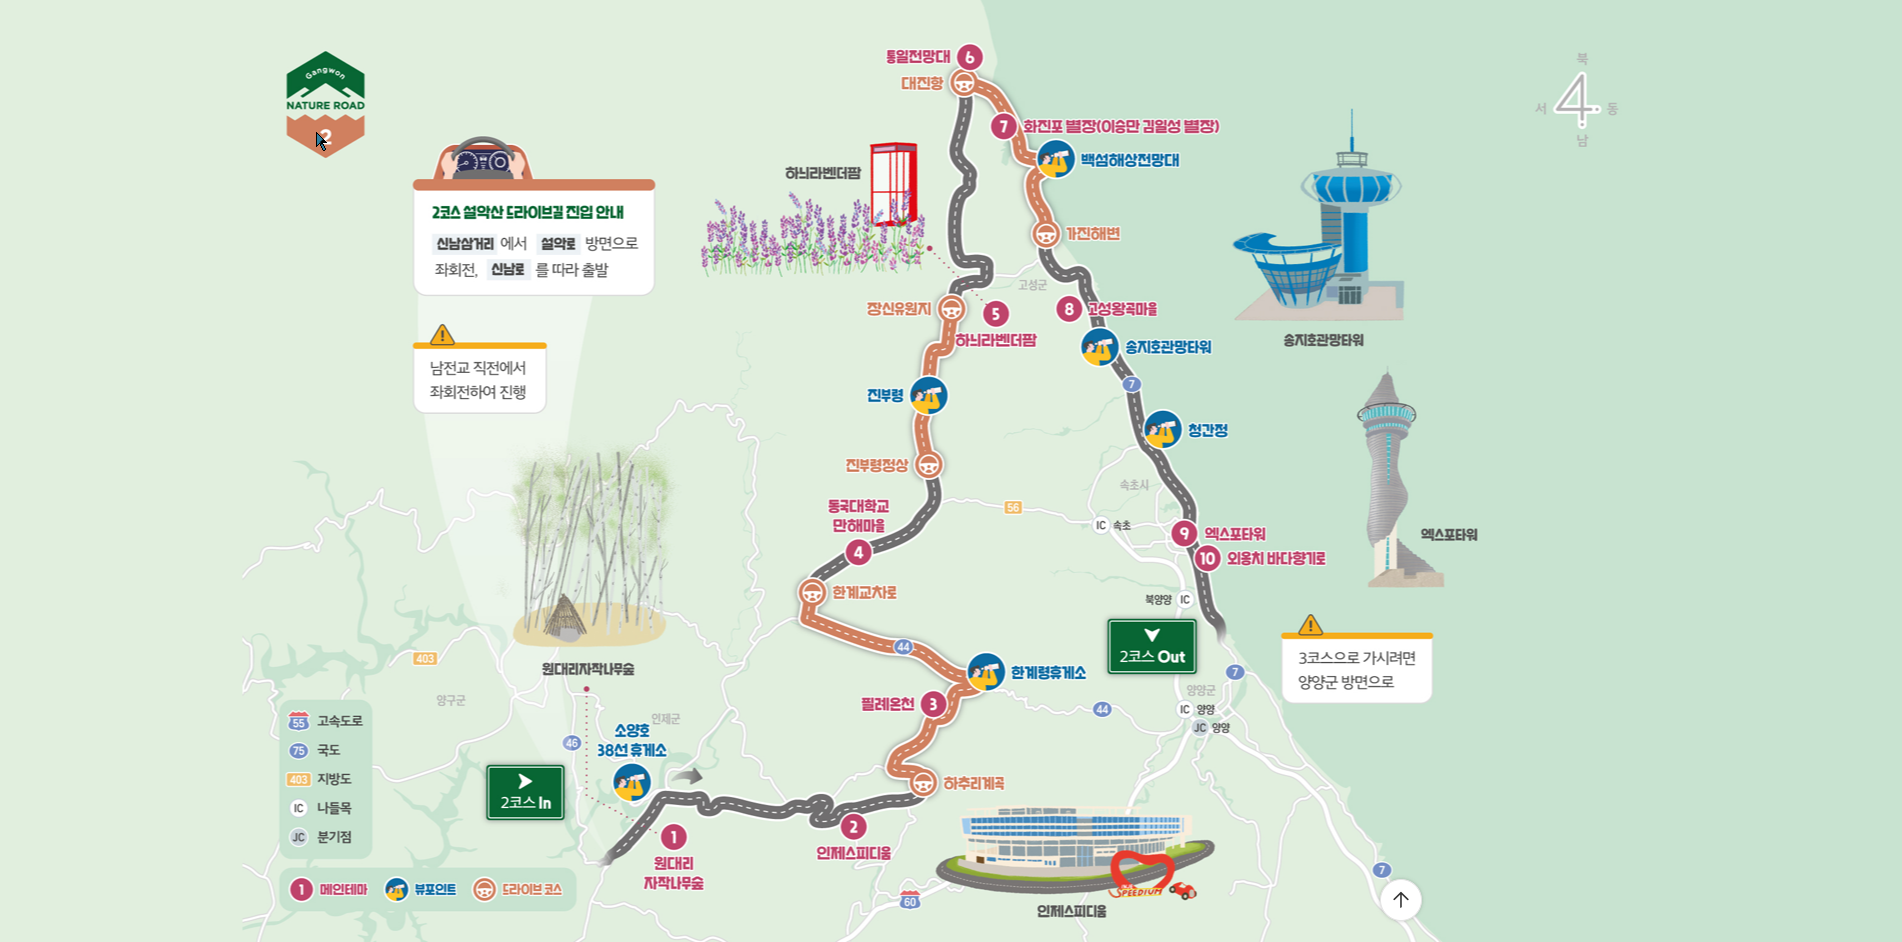 Gangwon
NATURE ROAD
2
2코스 설악산 드라이브길 진입 안내
신남삼거리 에서 설악로 방면으로
좌회전, 신남로 를 따라 출발
남전교 직전에서
좌회전하여 진행
통일전망대 6
대진항
7 화진포 별장(이승만 김일성 별장)
백섬해상전망대
하늬라벤더팜
가진해변
고성군
장신유원지
5
하늬라벤더팜
8 고성왕곡마을
송지호관망타워
진부령
7
청간정
진부령정상
속초시
동국대학교
만해마을
4
56
IC 속초
9 엑스포타워
10 외옹치 바다향기로
한계교차로
북양양 IC
2코스 Out
44
한계령휴게소
필례온천 3
44
7
양양군
IC 양양
JC 양양
하추리계곡
북
서 4 동
남
송지호관망타워
엑스포타워
3코스으로 가시려면
양양군 방면으로
원대리자작나무숲
403
양구군
인제군
46
소양호
38선 휴게소
2코스 In
1
원대리
자작나무숲
2
인제스피디움
SPEEDIUM
인제스피디움
60
7
55 고속도로
75 국도
403 지방도
IC 나들목
JC 분기점
1 메인테마 뷰포인트 드라이브 코스